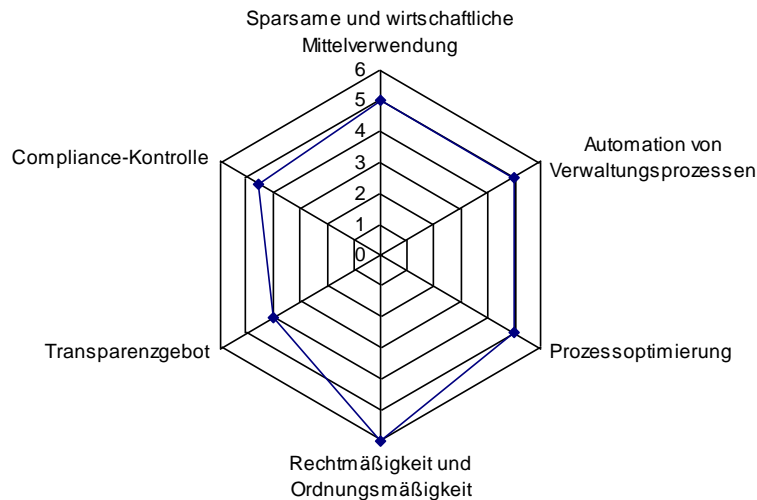 Sparsame und wirtschaftliche
Mittelverwendung
6
5
4
3
2
1
0
Automation von
Verwaltungsprozessen
Compliance-Kontrolle
Transparenzgebot
Prozessoptimierung
Rechtmäßigkeit und
Ordnungsmäßigkeit